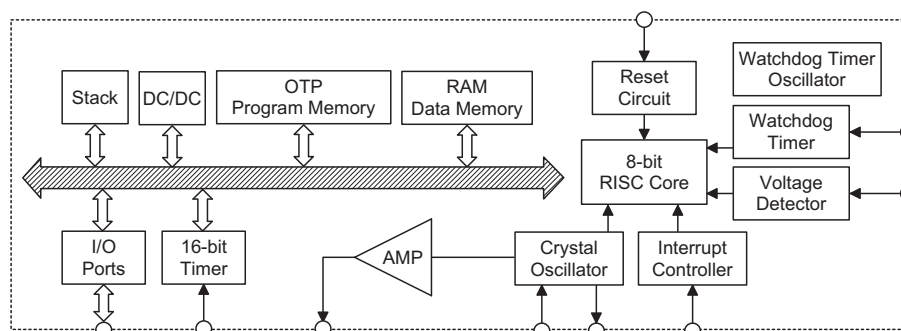 Stack
DC/DC
OTP
Program Memory
RAM
Data Memory
Reset
Circuit
Watchdog Timer
Oscillator
8-bit
RISC Core
Watchdog
Timer
Voltage
Detector
I/O
Ports
16-bit
Timer
AMP
Crystal
Oscillator
Interrupt
Controller